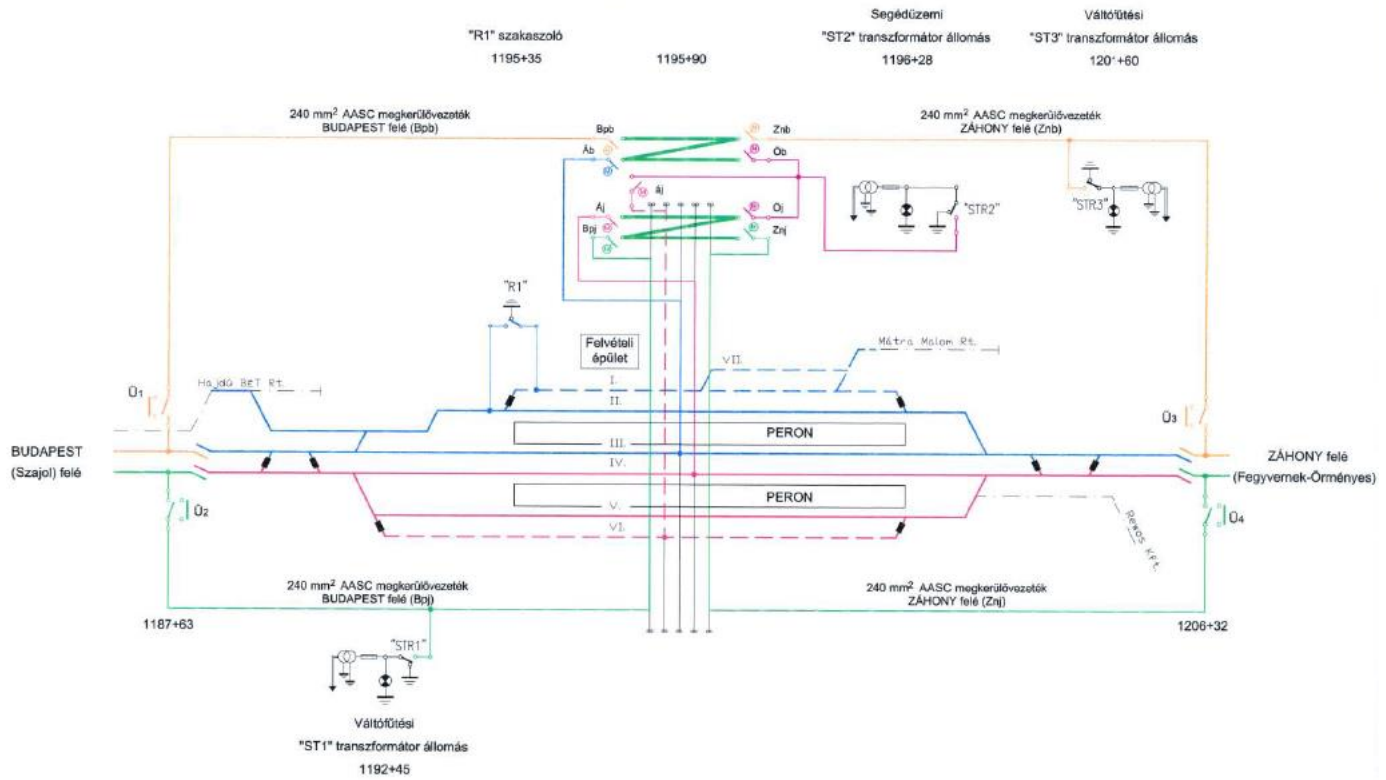 Segédüzemi
"ST2" transzformátor állomás
1196+28
Váltófűtési
"ST3" transzformátor állomás
1201+60
"R1" szakaszoló
1195+35
1195+90
240 mm² AASC megkerülővezeték
BUDAPEST felé (Bpb)
240 mm² AASC megkerülővezeték
ZÁHONY felé (Znb)
Bpb
Znb
Áb
Öb
áj
Áj
Öj
Bpj
Znj
M
M
M
M
M
M
M
M
M
"STR2"
"STR3"
"R1"
Felvételi
épület
VII.
Mátra Malom Rt.
Hajdú BÉT Rt.
I.
II.
Ü1
Ü3
PERON
III.
BUDAPEST
(Szajol) felé
ZÁHONY felé
(Fegyvernek-Örményes)
IV.
PERON
V.
VI.
Ü2
Ü4
Rekos Kft.
240 mm² AASC megkerülővezeték
BUDAPEST felé (Bpj)
240 mm² AASC megkerülővezeték
ZÁHONY felé (Znj)
1187+63
1206+32
"STR1"
Váltófűtési
"ST1" transzformátor állomás
1192+45